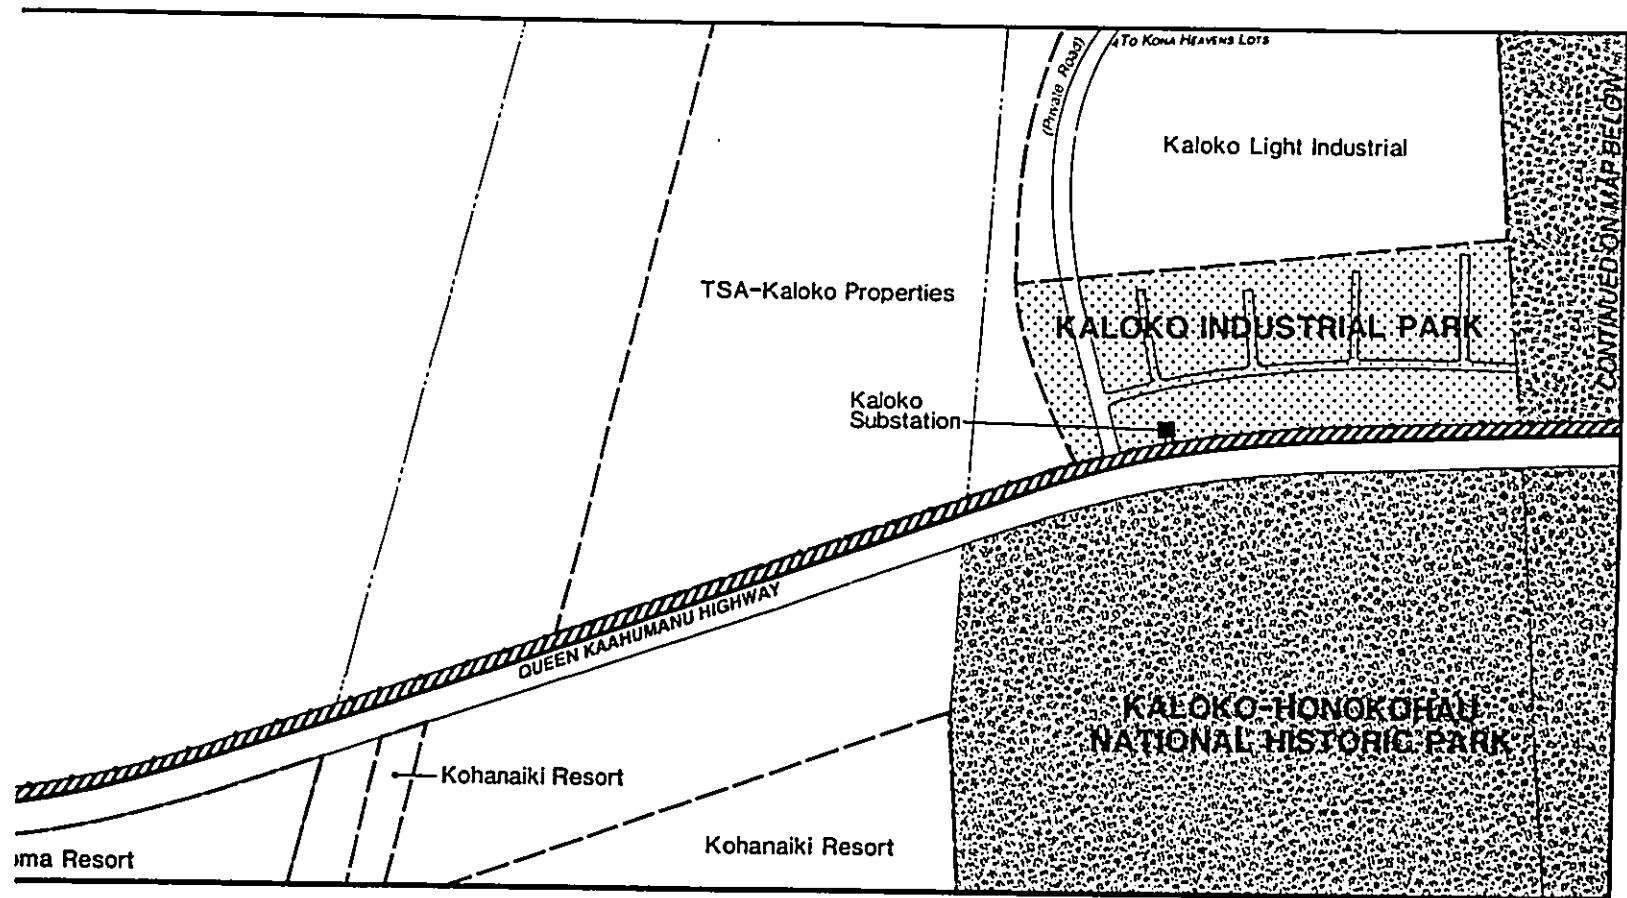 To Kona Heavens Lots
(Private Road)
Kaloko Light Industrial
CONTINUED ON MAP BELOW
TSA-Kaloko Properties
KALOKO INDUSTRIAL PARK
Kaloko
Substation
QUEEN KAAHUMANU HIGHWAY
KALOKO-HONOKOHAU
NATIONAL HISTORIC PARK
Kohanaiki Resort
Kohanaiki Resort
oma Resort